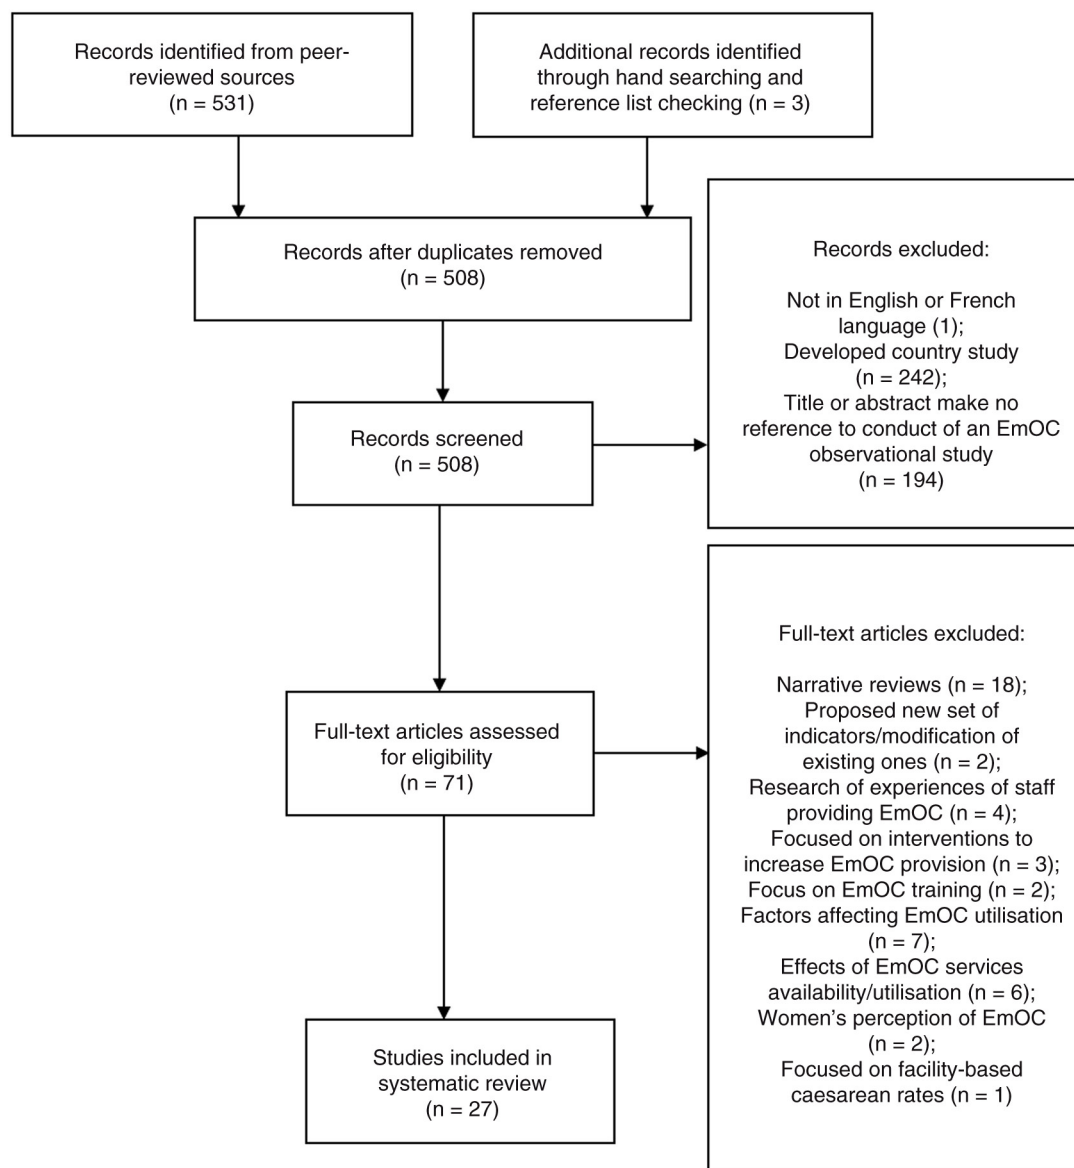 Records identified from peer-
reviewed sources
(n = 531)
Additional records identified
through hand searching and
reference list checking (n = 3)
Records after duplicates removed
(n = 508)
Records screened
(n = 508)
Records excluded:
Not in English or French
language (1);
Developed country study
(n = 242);
Title or abstract make no
reference to conduct of an EmOC
observational study
(n = 194)
Full-text articles assessed
for eligibility
(n = 71)
Full-text articles excluded:
Narrative reviews (n = 18);
Proposed new set of
indicators/modification of
existing ones (n = 2);
Research of experiences of staff
providing EmOC (n = 4);
Focused on interventions to
increase EmOC provision (n = 3);
Focus on EmOC training (n = 2);
Factors affecting EmOC utilisation
(n = 7);
Effects of EmOC services
availability/utilisation (n = 6);
Women’s perception of EmOC
(n = 2);
Focused on facility-based
caesarean rates (n = 1)
Studies included in
systematic review
(n = 27)